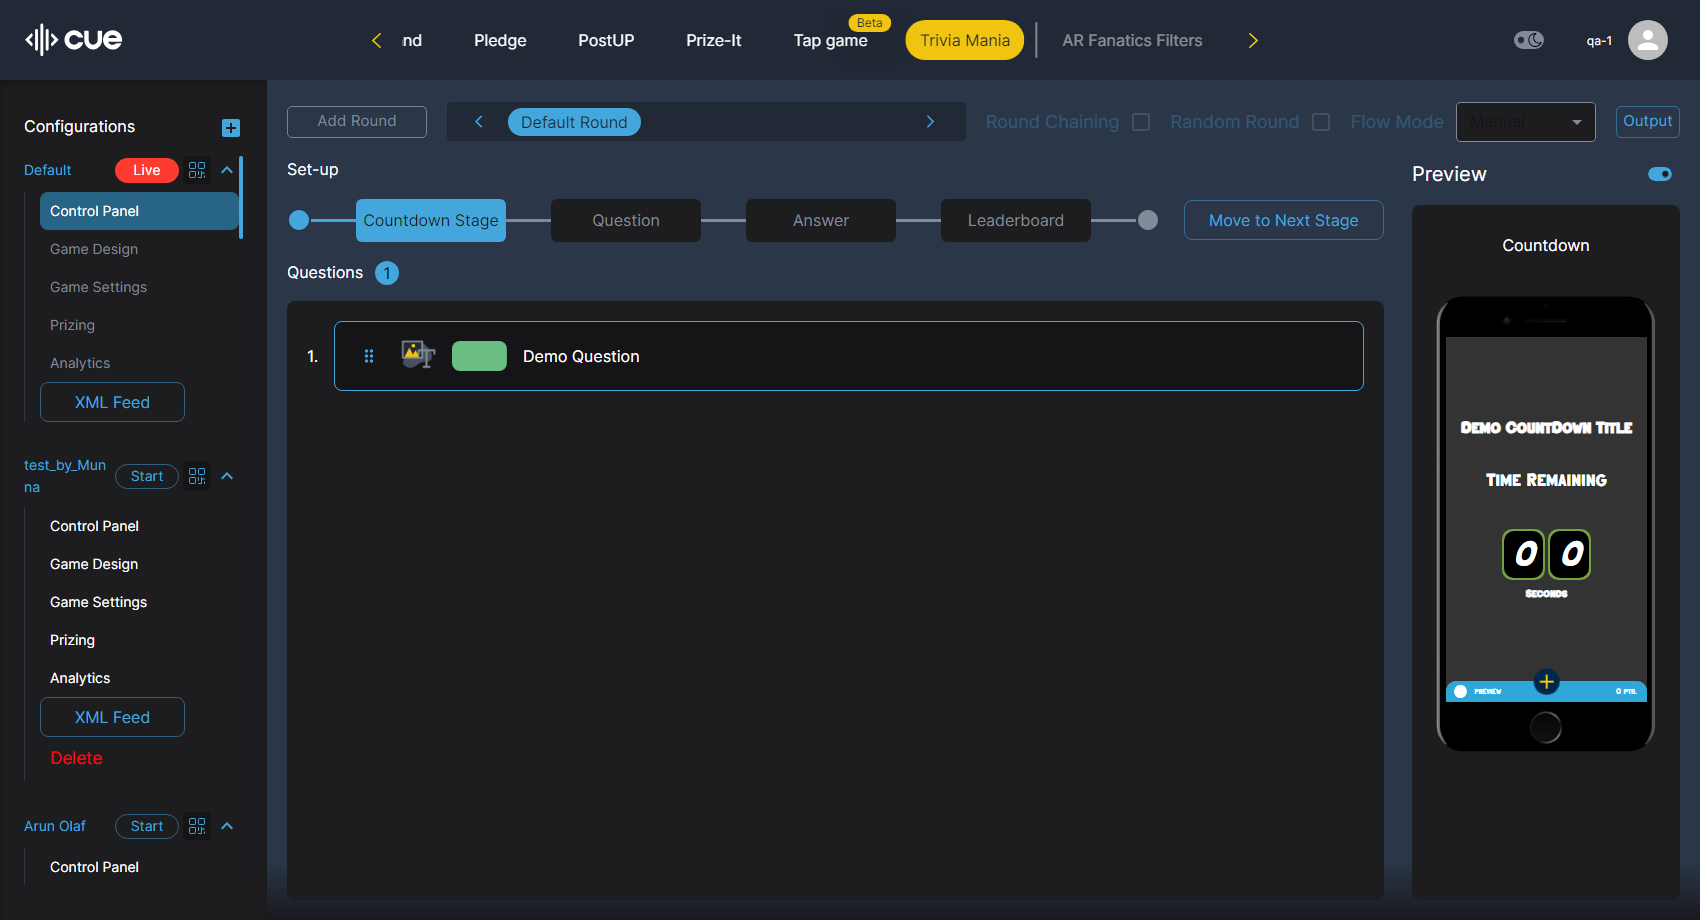 cue
nd
Pledge
PostUP
Prize-It
Tap game
Beta
Trivia Mania
AR Fanatics Filters
qa-1
Configurations
Default
Live
Control Panel
Game Design
Game Settings
Prizing
Analytics
XML Feed
test_by_Mun
na
Start
Control Panel
Game Design
Game Settings
Prizing
Analytics
XML Feed
Delete
Arun Olaf
Start
Control Panel
Add Round
Default Round
Round Chaining
Random Round
Flow Mode
Manual
Output
Set-up
Countdown Stage
Question
Answer
Leaderboard
Move to Next Stage
Questions 1
1.
Demo Question
Preview
Countdown
Demo CountDown Title
Time Remaining
0 0
Seconds
PREVIEW
0 PTS.